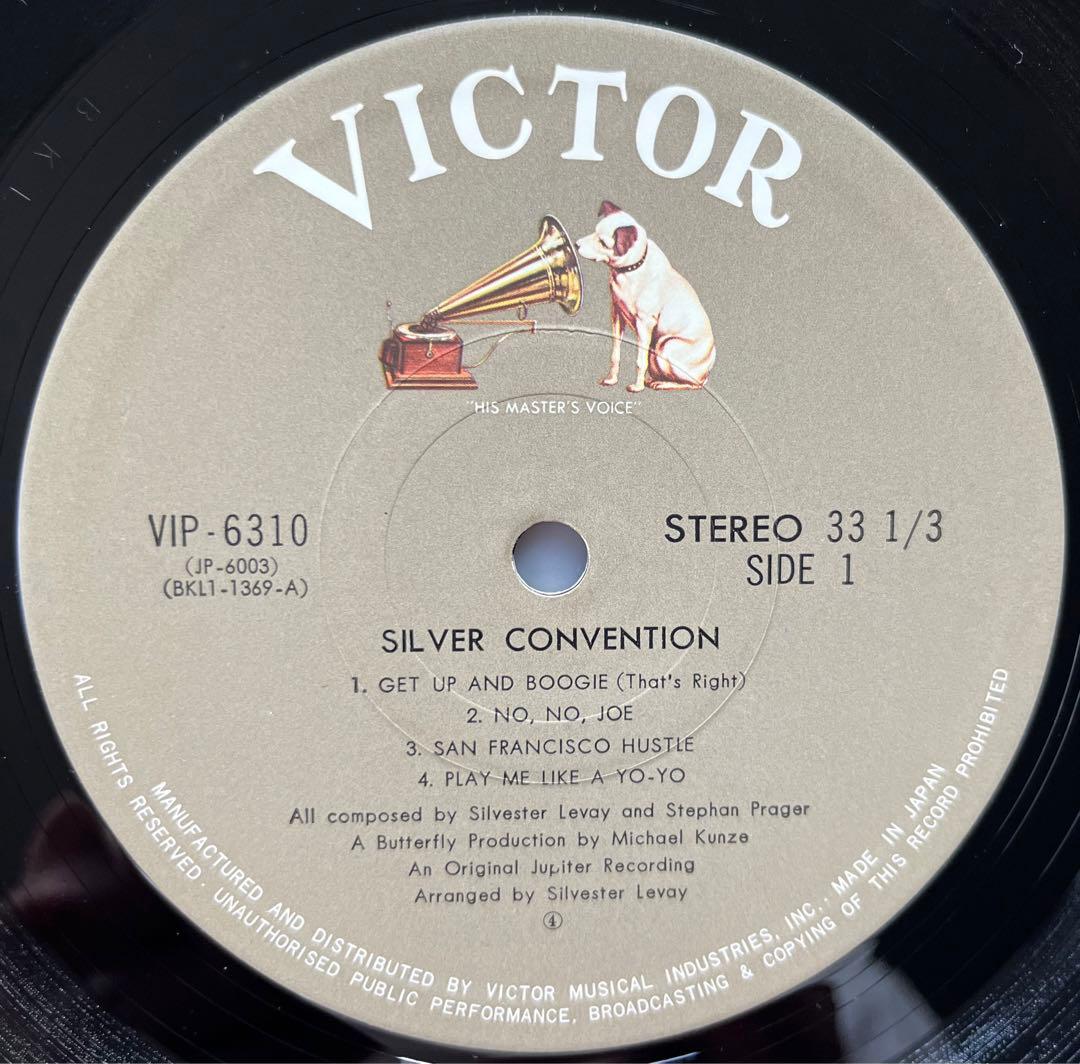 VICTOR
"HIS MASTER'S VOICE"
VIP-6310
(JP-6003)
(BKL1-1369-A)
STEREO 33 1/3
SIDE 1
SILVER CONVENTION
1. GET UP AND BOOGIE (That's Right)
2. NO, NO, JOE
3. SAN FRANCISCO HUSTLE
4. PLAY ME LIKE A YO-YO
All composed by Silvester Levay and Stephan Prager
A Butterfly Production by Michael Kunze
An Original Jupiter Recording
Arranged by Silvester Levay
④
MANUFACTURED AND DISTRIBUTED BY VICTOR MUSICAL INDUSTRIES, INC.. MADE IN JAPAN
ALL RIGHTS RESERVED. UNAUTHORISED PUBLIC PERFORMANCE, BROADCASTING & COPYING OF THIS RECORD PROHIBITED